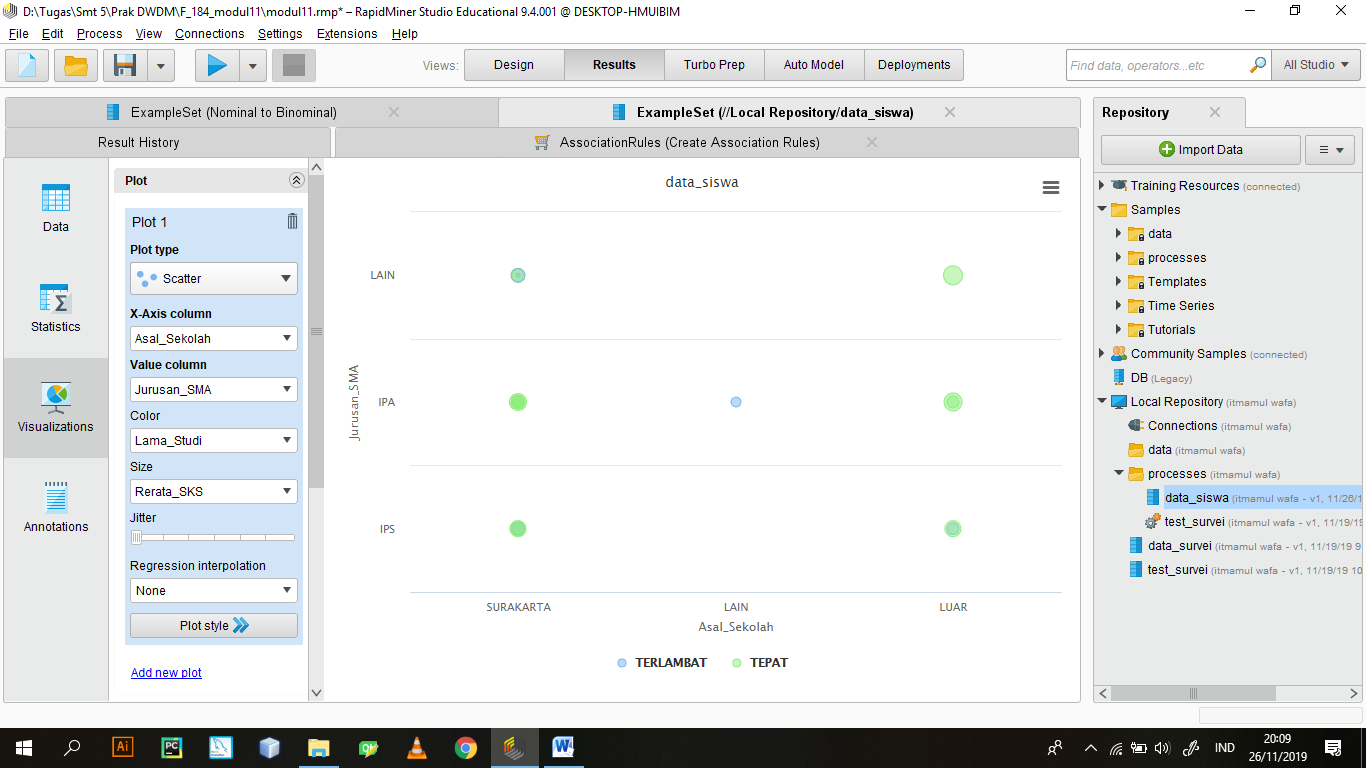 D:\Tugas\Smt 5\Prak DWDM\F_184_modul11\modul11.rmp* – RapidMiner Studio Educational 9.4.001 @ DESKTOP-HMUIBIM
File Edit Process View Connections Settings Extensions Help
Views: Design Results Turbo Prep Auto Model Deployments
Find data, operators...etc
All Studio
ExampleSet (Nominal to Binominal)
ExampleSet (//Local Repository/data_siswa)
Result History
AssociationRules (Create Association Rules)
Data
Statistics
Visualizations
Annotations
Plot
Plot 1
Plot type
Scatter
X-Axis column
Asal_Sekolah
Value column
Jurusan_SMA
Color
Lama_Studi
Size
Rerata_SKS
Jitter
Regression interpolation
None
Plot style
Add new plot
data_siswa
Jurusan_SMA
LAIN
IPA
IPS
SURAKARTA LAIN LUAR
Asal_Sekolah
TERLAMBAT TEPAT
Repository
Import Data
Training Resources (connected)
Samples
data
processes
Templates
Time Series
Tutorials
Community Samples (connected)
DB (Legacy)
Local Repository (itmamul wafa)
Connections (itmamul wafa)
data (itmamul wafa)
processes (itmamul wafa)
data_siswa (itmamul wafa – v1, 11/26/1
test_survei (itmamul wafa – v1, 11/19/19
data_survei (itmamul wafa – v1, 11/19/19 9
test_survei (itmamul wafa – v1, 11/19/19 10
Ai
PC
Qt
W
IND
20:09
26/11/2019